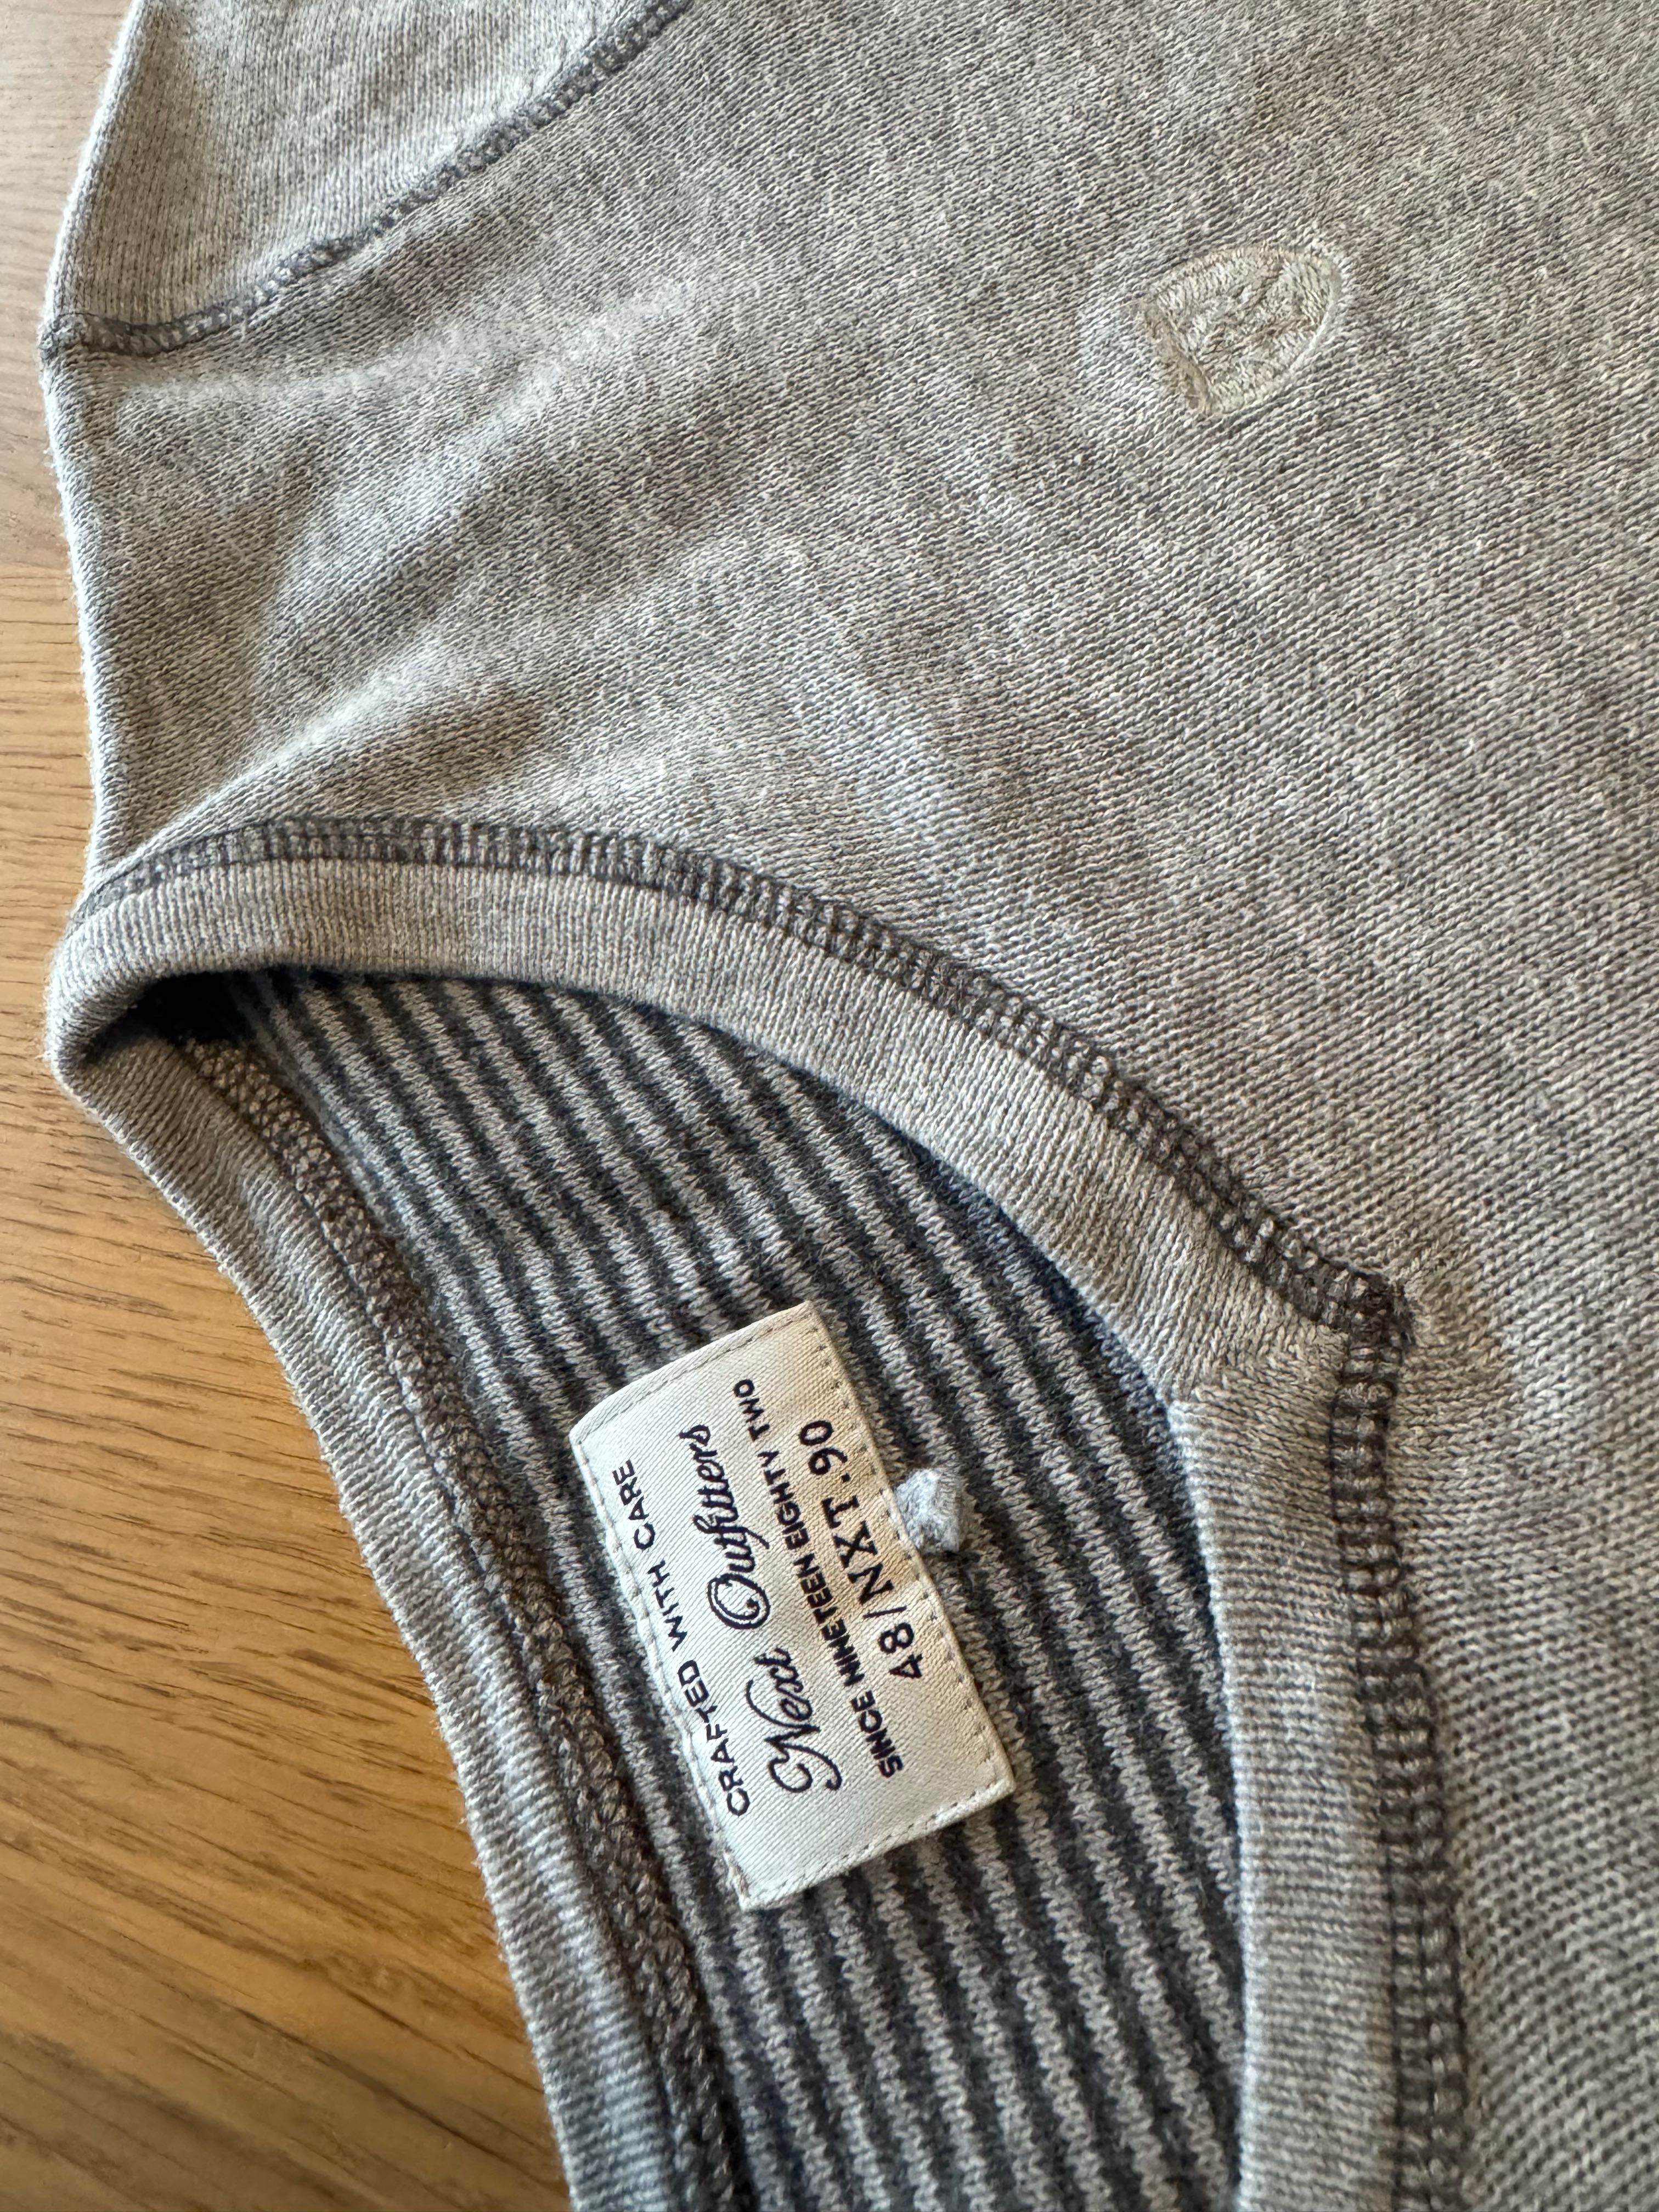 CRAFTED WITH CARE
Next Outfitters
SINCE NINETEEN EIGHTY TWO
48/NXT.90